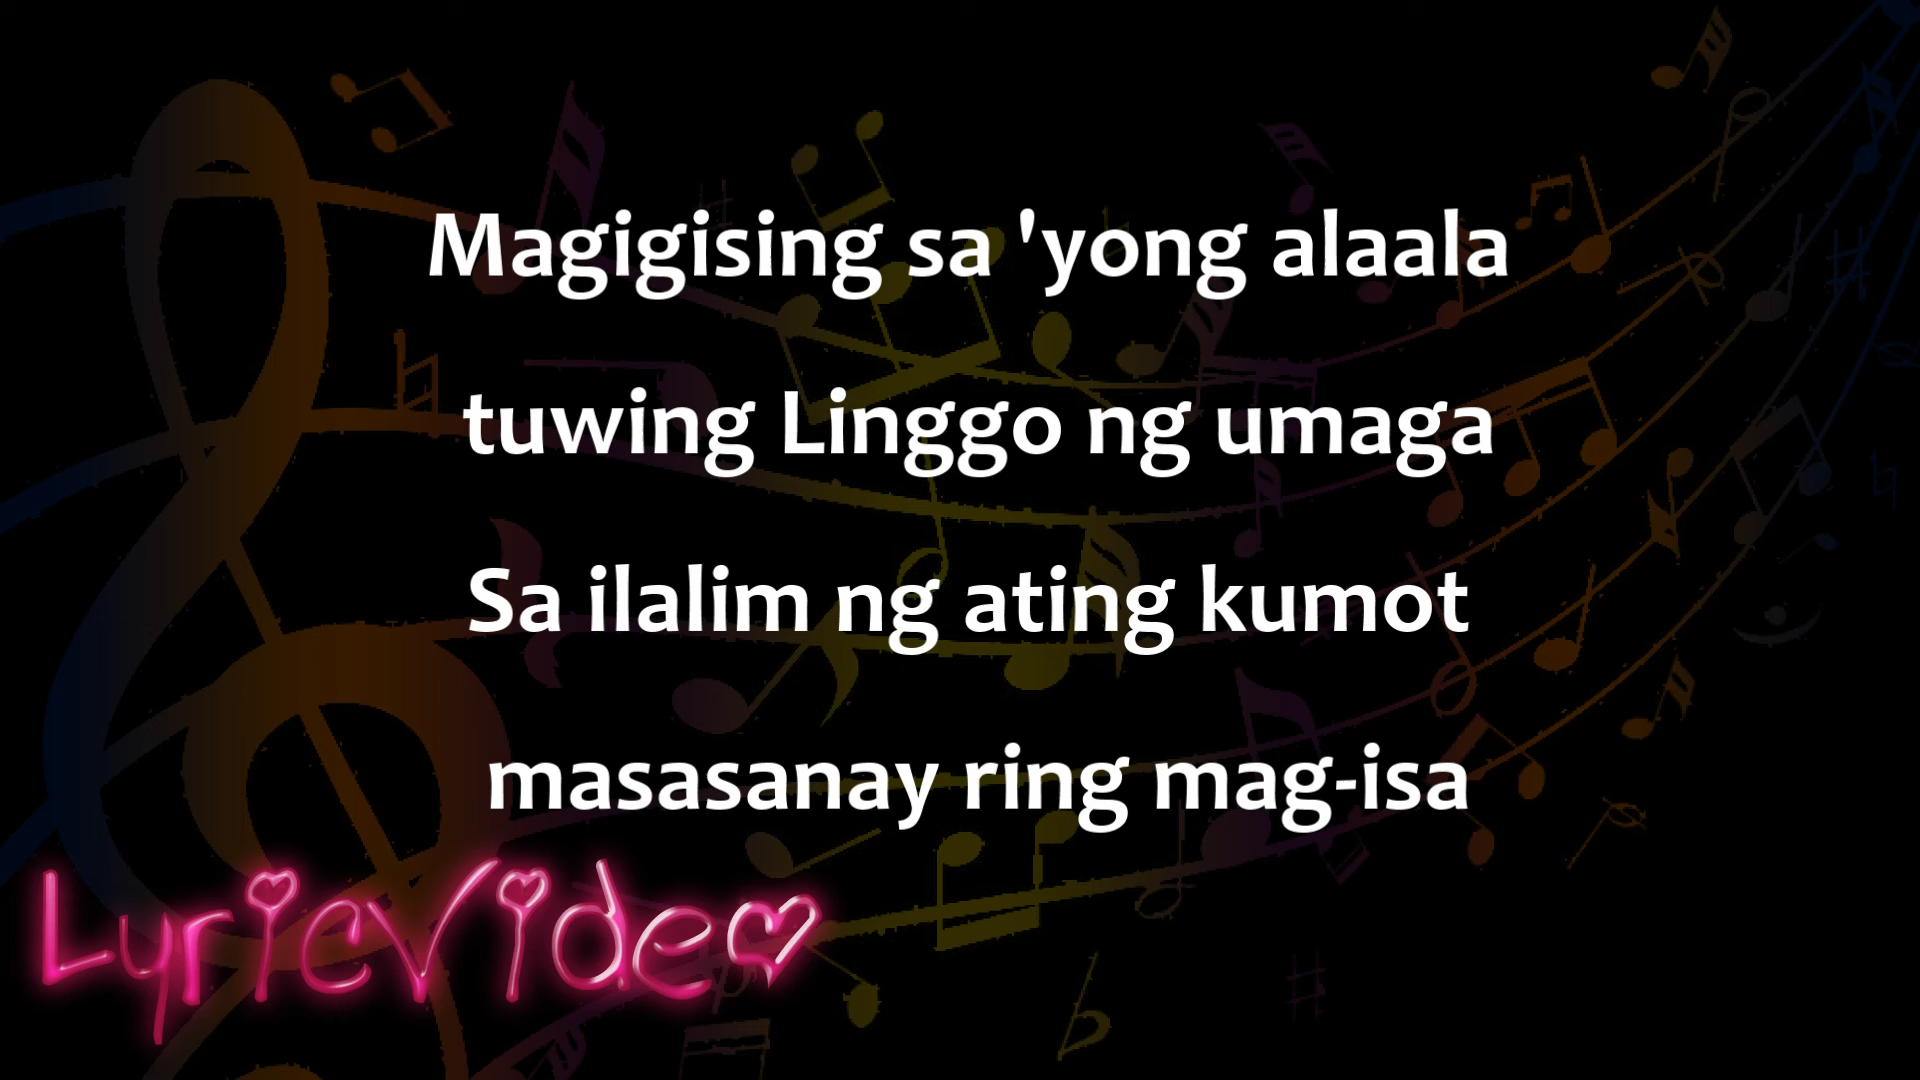 Magigising sa 'yong alaala
tuwing Linggo ng umaga
Sa ilalim ng ating kumot
masasanay ring mag-isa
LyricVideo